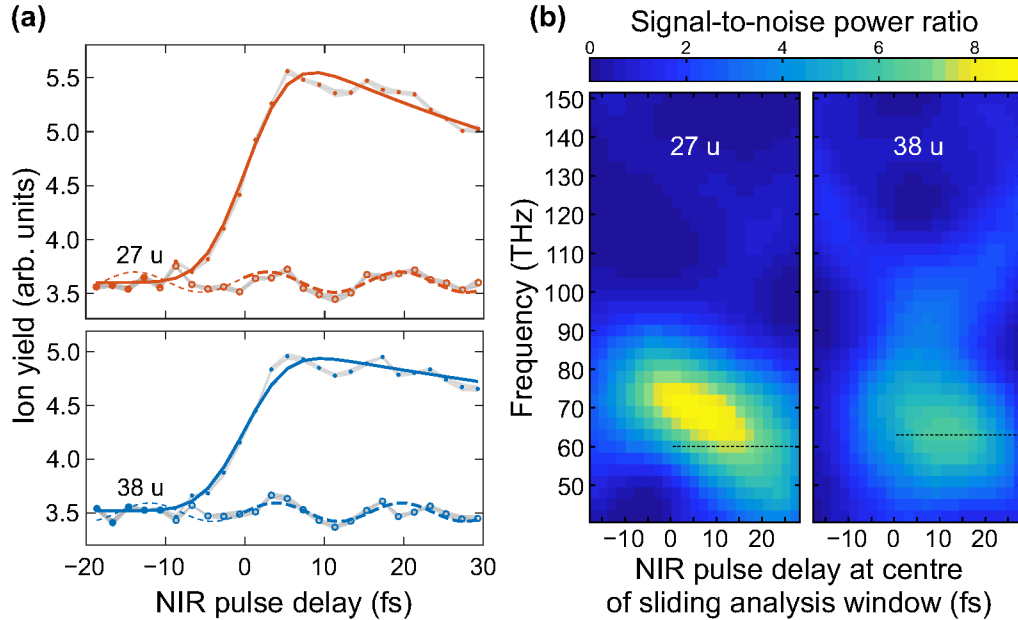 (a)
5.5
5.0
4.5
4.0
3.5
27 u
5.0
4.5
4.0
3.5
38 u
−20 −10 0 10 20 30
Ion yield (arb. units)
NIR pulse delay (fs)
(b)
Signal-to-noise power ratio
0 2 4 6 8
150
140
130
120
110
100
90
80
70
60
50
Frequency (THz)
27 u
38 u
−10 0 10 20
−10 0 10 20
NIR pulse delay at centre
of sliding analysis window (fs)